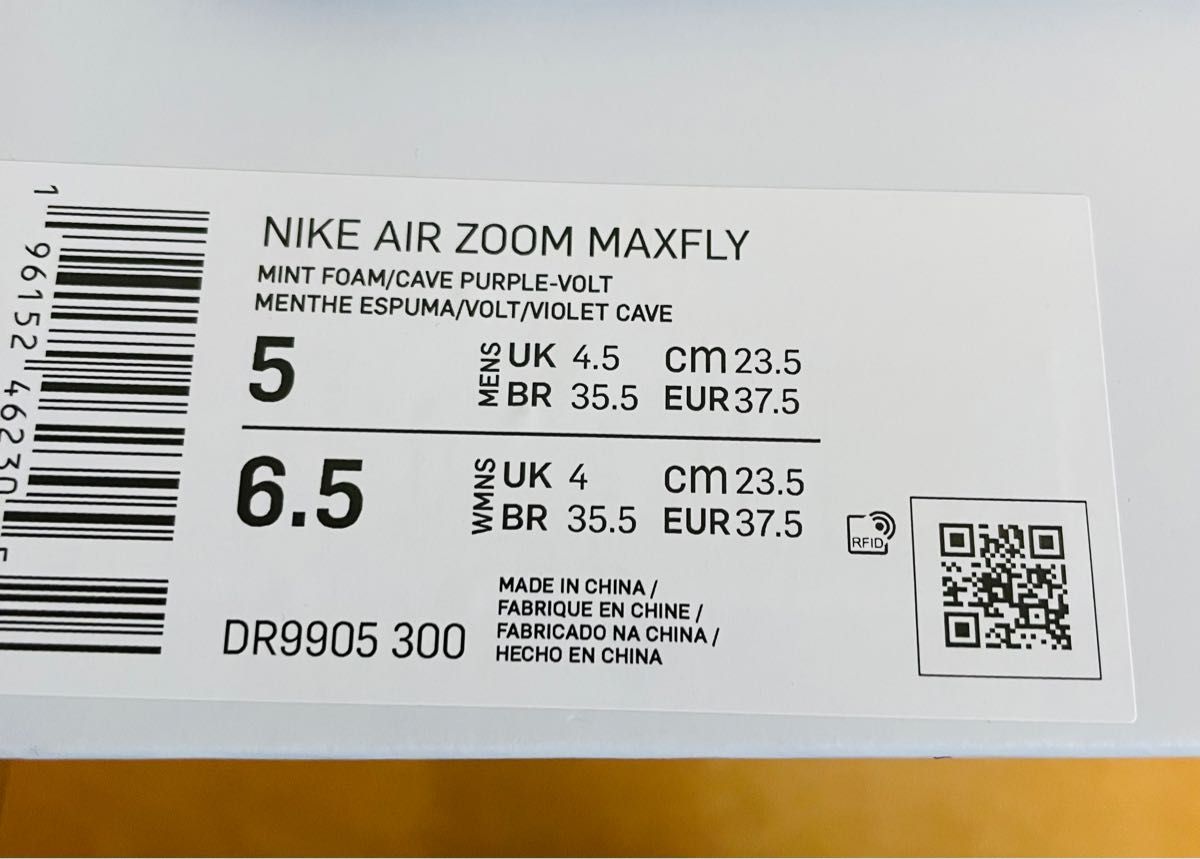 NIKE AIR ZOOM MAXFLY
MINT FOAM/CAVE PURPLE-VOLT
MENTHE ESPUMA/VOLT/VIOLET CAVE
5
MENS
UK 4.5 cm 23.5
BR 35.5 EUR 37.5
6.5
WMNS
UK 4 cm 23.5
BR 35.5 EUR 37.5
RFID
DR9905 300
MADE IN CHINA /
FABRIQUE EN CHINE /
FABRICADO NA CHINA /
HECHO EN CHINA
1 96152 46230